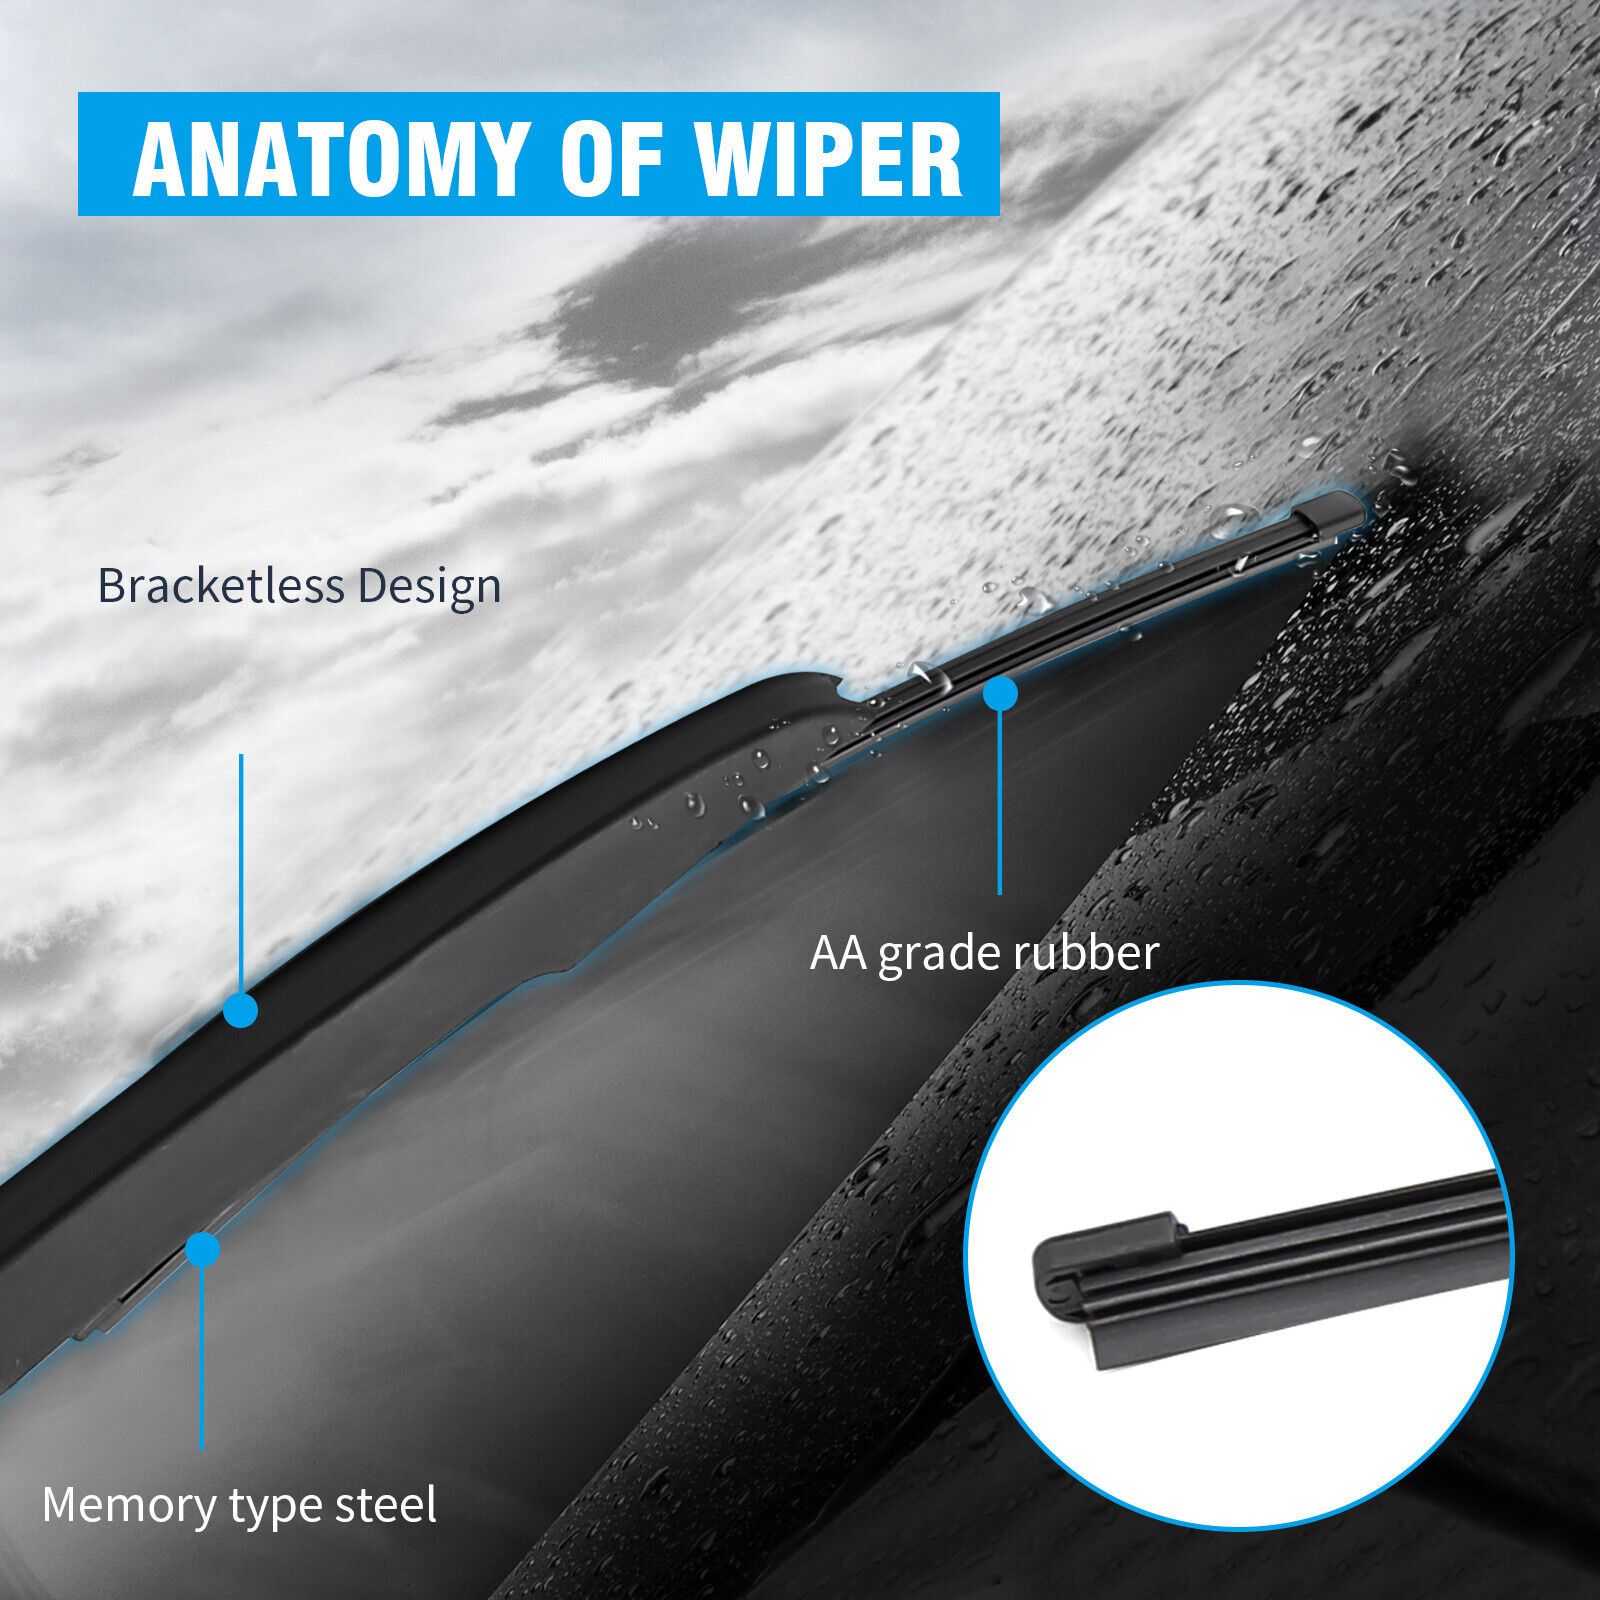 ANATOMY OF WIPER
Bracketless Design
AA grade rubber
Memory type steel